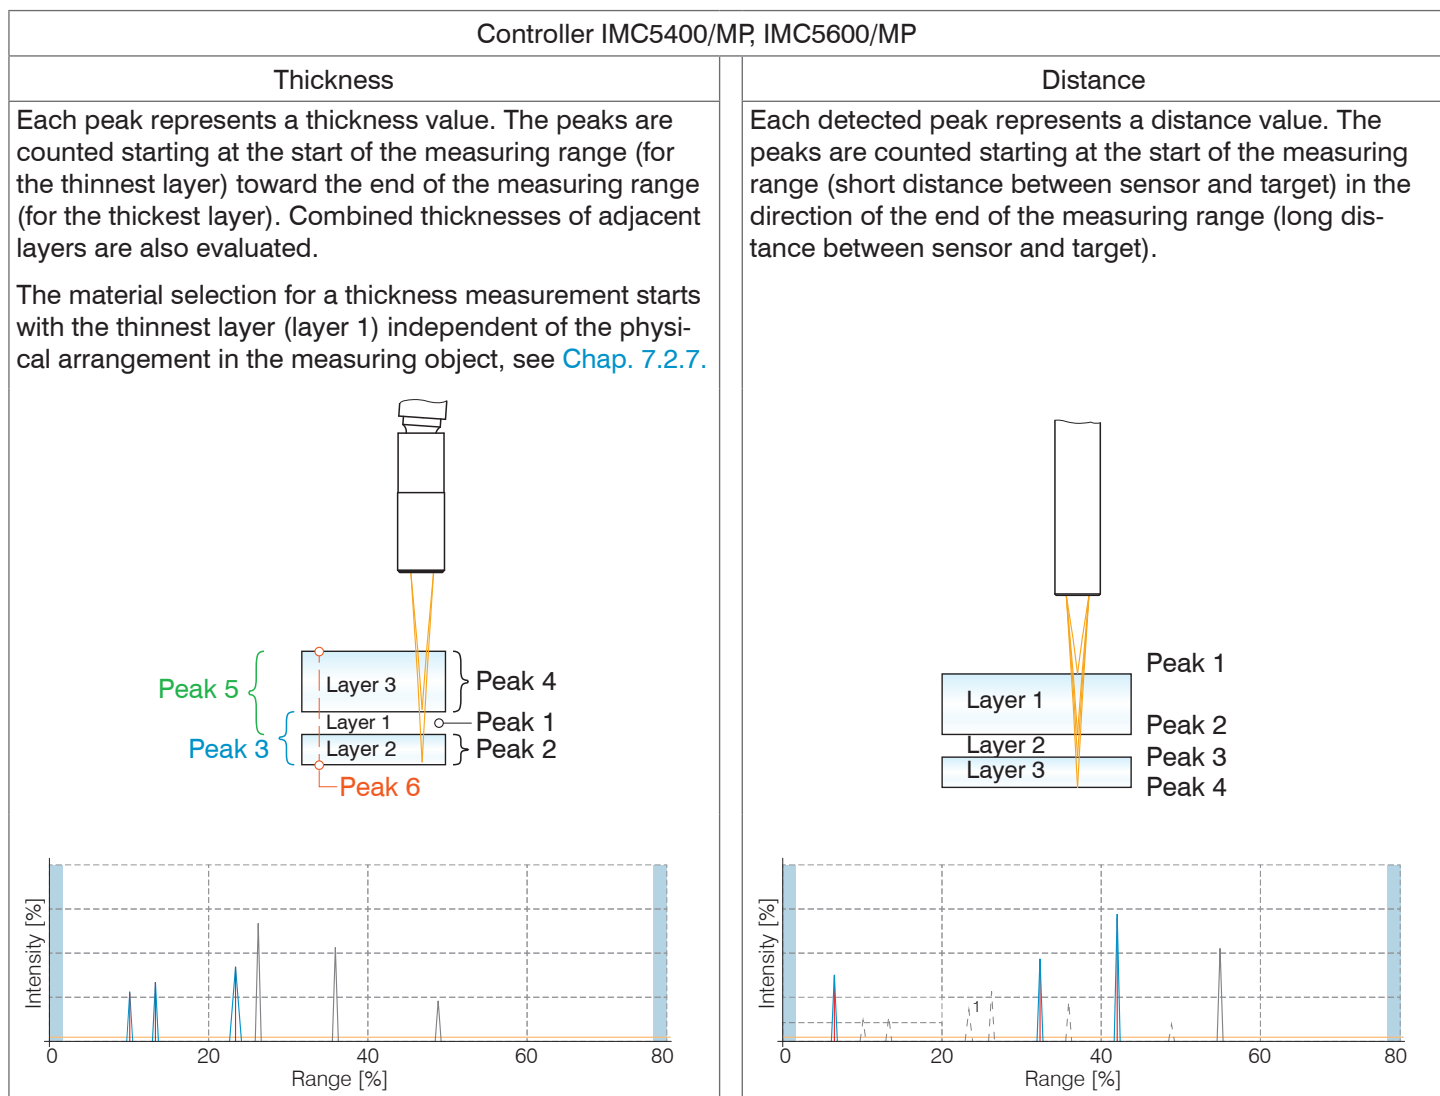 Controller IMC5400/MP, IMC5600/MP
Thickness
Each peak represents a thickness value. The peaks are
counted starting at the start of the measuring range (for
the thinnest layer) toward the end of the measuring range
(for the thickest layer). Combined thicknesses of adjacent
layers are also evaluated.
The material selection for a thickness measurement starts
with the thinnest layer (layer 1) independent of the physi-
cal arrangement in the measuring object, see Chap. 7.2.7.
Peak 5
Layer 3
Peak 4
Layer 1
Peak 1
Peak 3
Layer 2
Peak 2
Peak 6
Intensity [%]
0 20 40 60 80
Range [%]
Distance
Each detected peak represents a distance value. The
peaks are counted starting at the start of the measuring
range (short distance between sensor and target) in the
direction of the end of the measuring range (long dis-
tance between sensor and target).
Peak 1
Layer 1
Peak 2
Layer 2
Peak 3
Layer 3
Peak 4
Intensity [%]
1
0 20 40 60 80
Range [%]